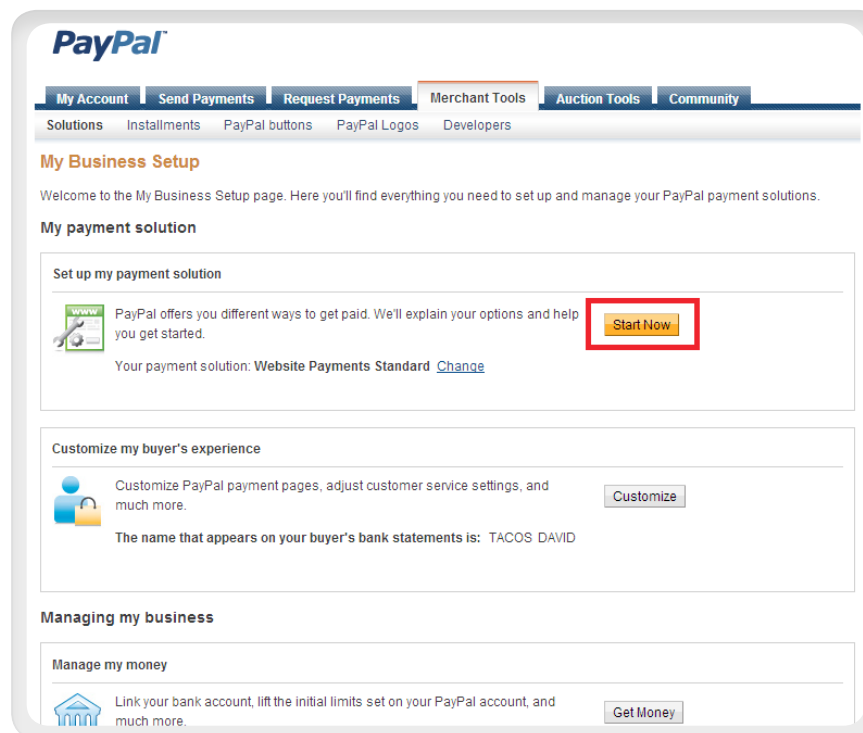 PayPal
My Account Send Payments Request Payments Merchant Tools Auction Tools Community
Solutions Installments PayPal buttons PayPal Logos Developers
My Business Setup
Welcome to the My Business Setup page. Here you'll find everything you need to set up and manage your PayPal payment solutions.
My payment solution
Set up my payment solution
WWW
PayPal offers you different ways to get paid. We'll explain your options and help
you get started.
Start Now
Your payment solution: Website Payments Standard Change
Customize my buyer's experience
Customize PayPal payment pages, adjust customer service settings, and
much more.
Customize
The name that appears on your buyer's bank statements is: TACOS DAVID
Managing my business
Manage my money
Link your bank account, lift the initial limits set on your PayPal account, and
much more.
Get Money